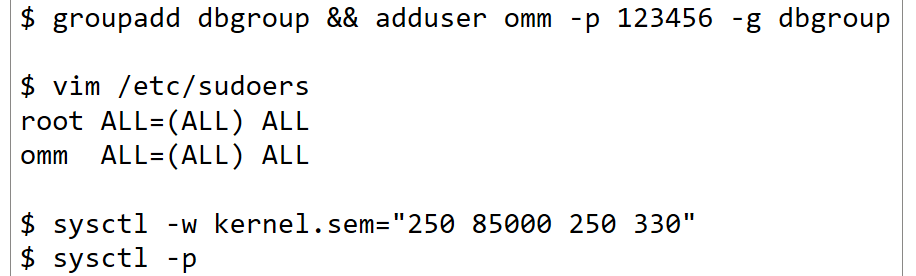 $ groupadd dbgroup && adduser omm -p 123456 -g dbgroup
$ vim /etc/sudoers
root ALL=(ALL) ALL
omm  ALL=(ALL) ALL
$ sysctl -w kernel.sem="250 85000 250 330"
$ sysctl -p